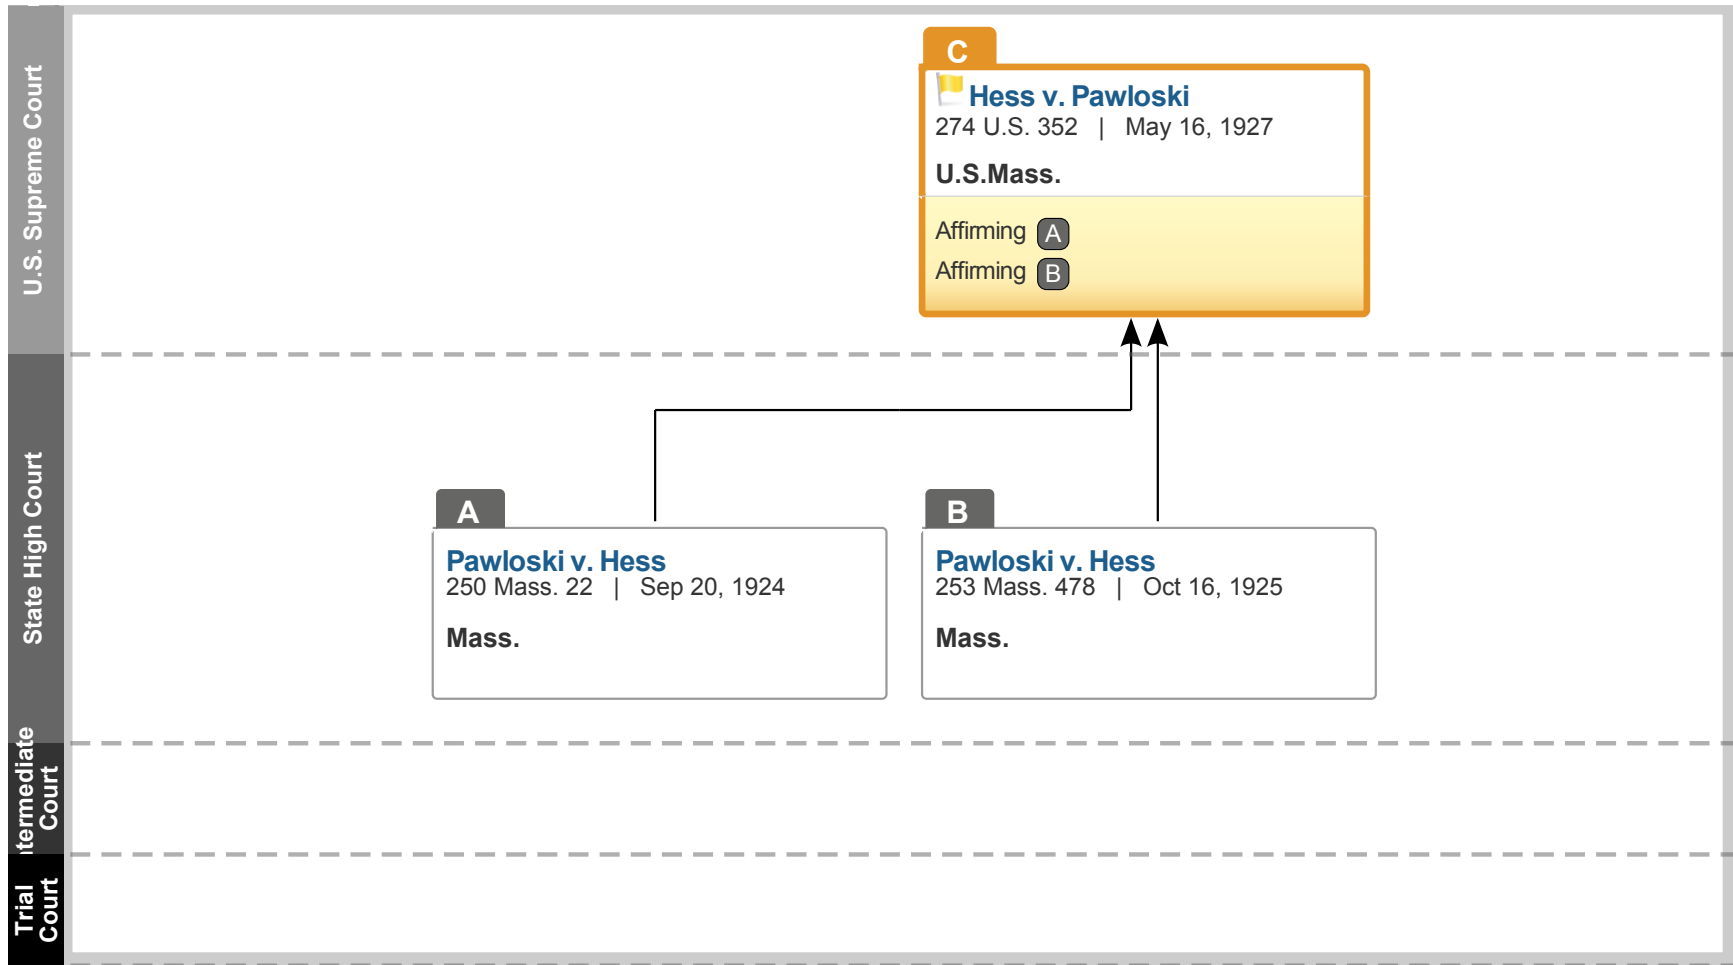 U.S. Supreme Court
C
Hess v. Pawloski
274 U.S. 352 | May 16, 1927
U.S.Mass.
Affirming A
Affirming B
State High Court
A
Pawloski v. Hess
250 Mass. 22 | Sep 20, 1924
Mass.
B
Pawloski v. Hess
253 Mass. 478 | Oct 16, 1925
Mass.
ntermediate
Court
Trial
Court